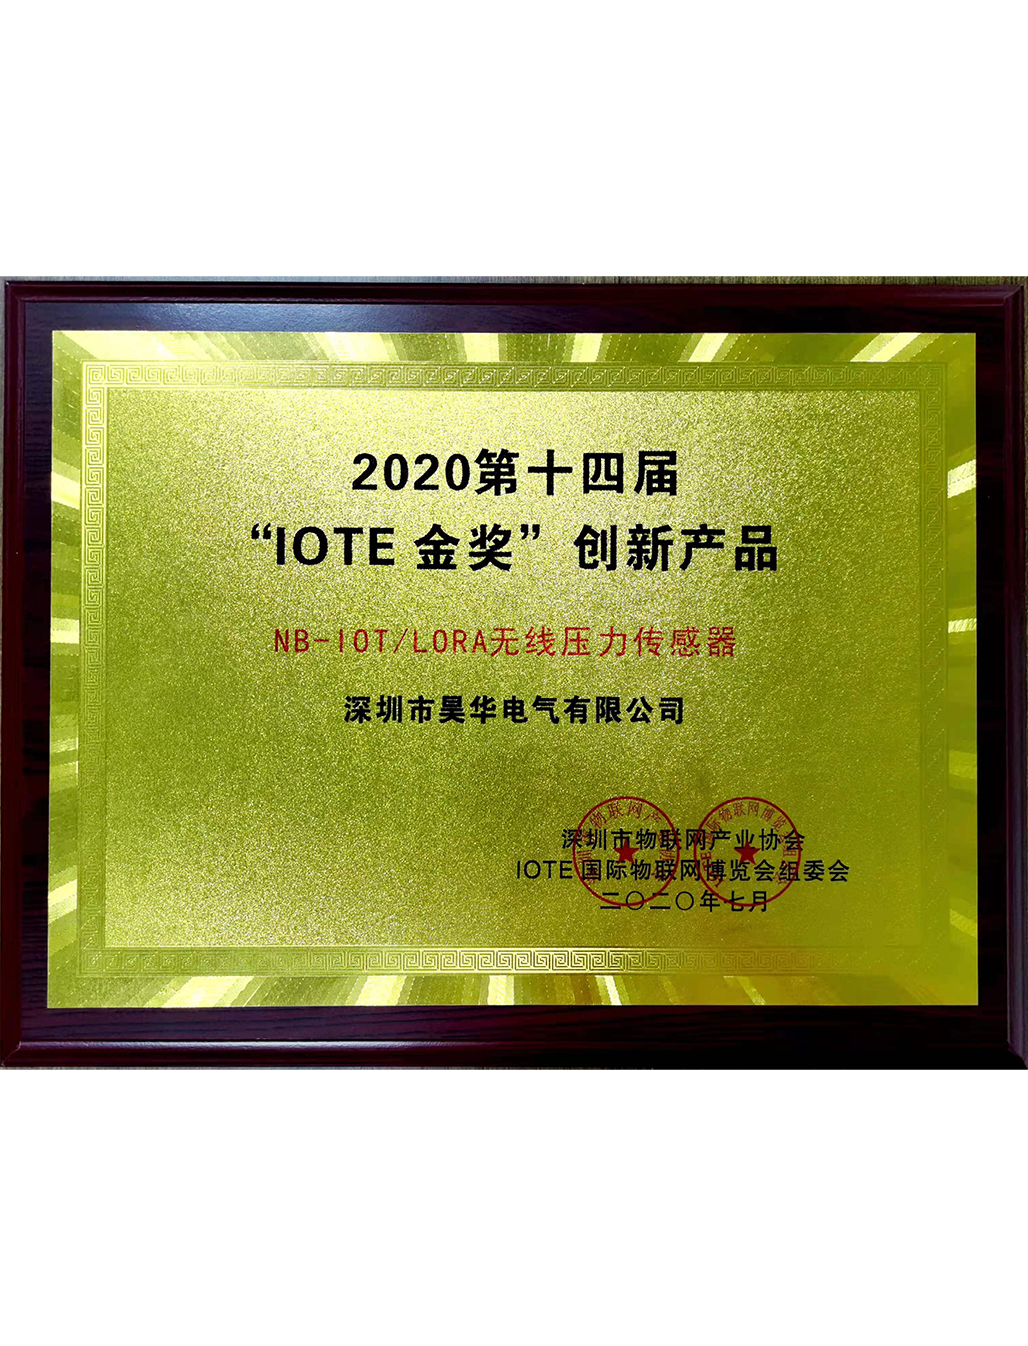 2020第十四届
“IOTE 金奖”创新产品
NB-IOT/LORA无线压力传感器
深圳市昊华电气有限公司
深圳市物联网产业协会
IOTE 国际物联网博览会组委会
二〇二〇年七月